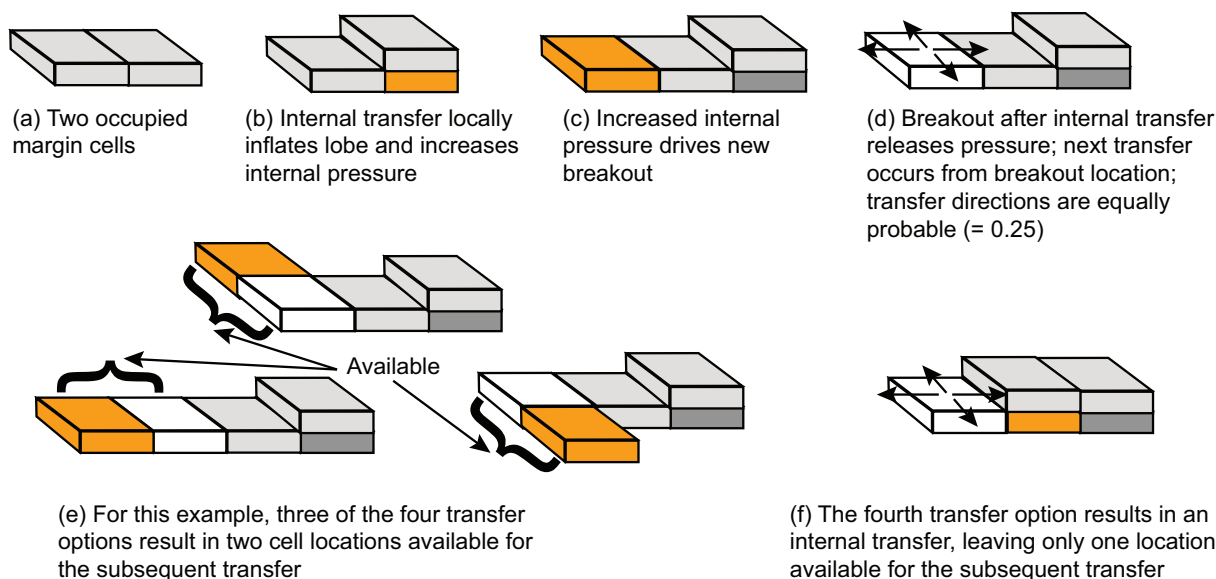 (a) Two occupied
margin cells
(b) Internal transfer locally
inflates lobe and increases
internal pressure
(c) Increased internal
pressure drives new
breakout
(d) Breakout after internal transfer
releases pressure; next transfer
occurs from breakout location;
transfer directions are equally
probable (= 0.25)
Available
(e) For this example, three of the four transfer
options result in two cell locations available for
the subsequent transfer
(f) The fourth transfer option results in an
internal transfer, leaving only one location
available for the subsequent transfer